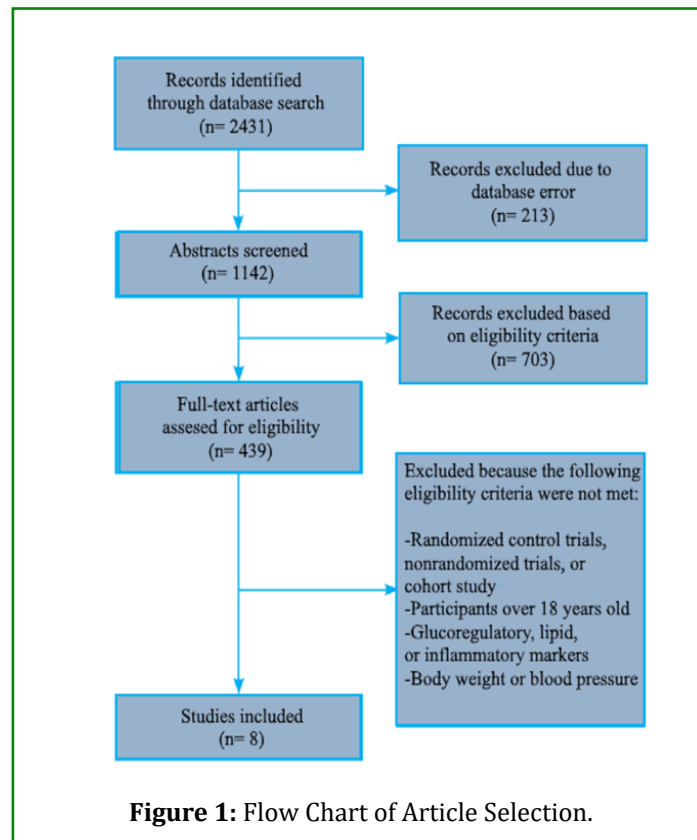 Records identified
through database search
(n= 2431)
Records excluded due to
database error
(n= 213)
Abstracts screened
(n= 1142)
Records excluded based
on eligibility criteria
(n= 703)
Full-text articles
assesed for eligibility
(n= 439)
Excluded because the following
eligibility criteria were not met:
-Randomized control trials,
nonrandomized trials, or
cohort study
-Participants over 18 years old
-Glucoregulatory, lipid,
or inflammatory markers
-Body weight or blood pressure
Studies included
(n= 8)
Figure 1: Flow Chart of Article Selection.